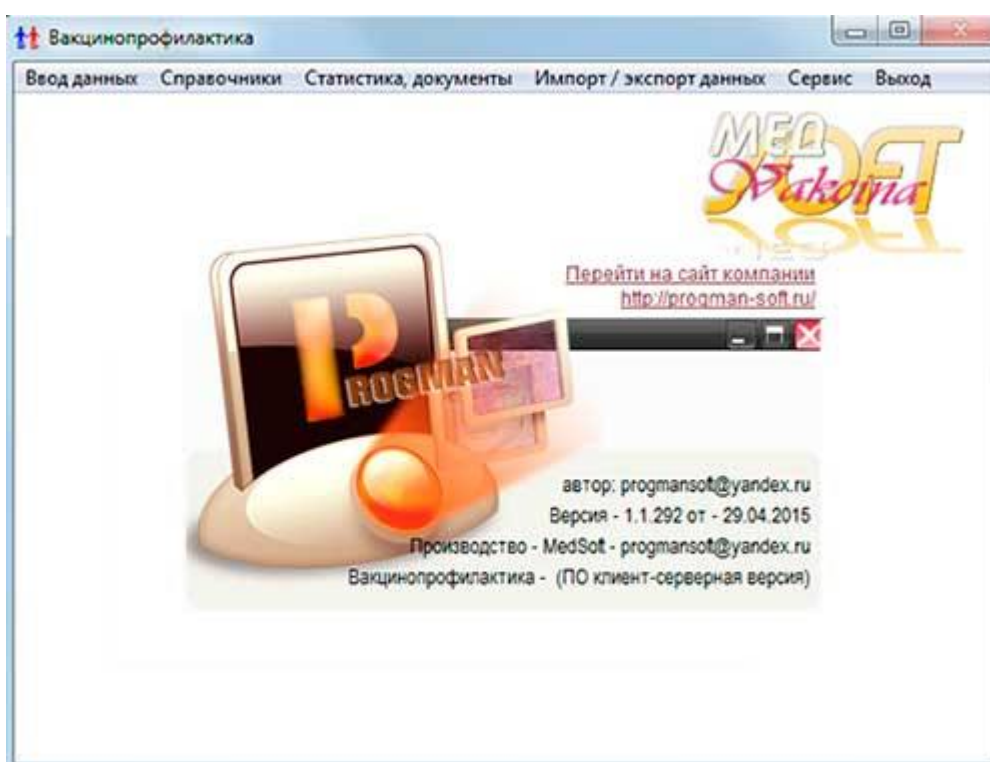 Вакцинопрофилактика
Ввод данных Справочники Статистика, документы Импорт / экспорт данных Сервис Выход
МЕД SOFT
Vakcina
Перейти на сайт компании
http://progman-soft.ru/
PROGMAN
автор: progmansoft@yandex.ru
Версия - 1.1.292 от - 29.04.2015
Производство - MedSoft - progmansoft@yandex.ru
Вакцинопрофилактика - (ПО клиент-серверная версия)